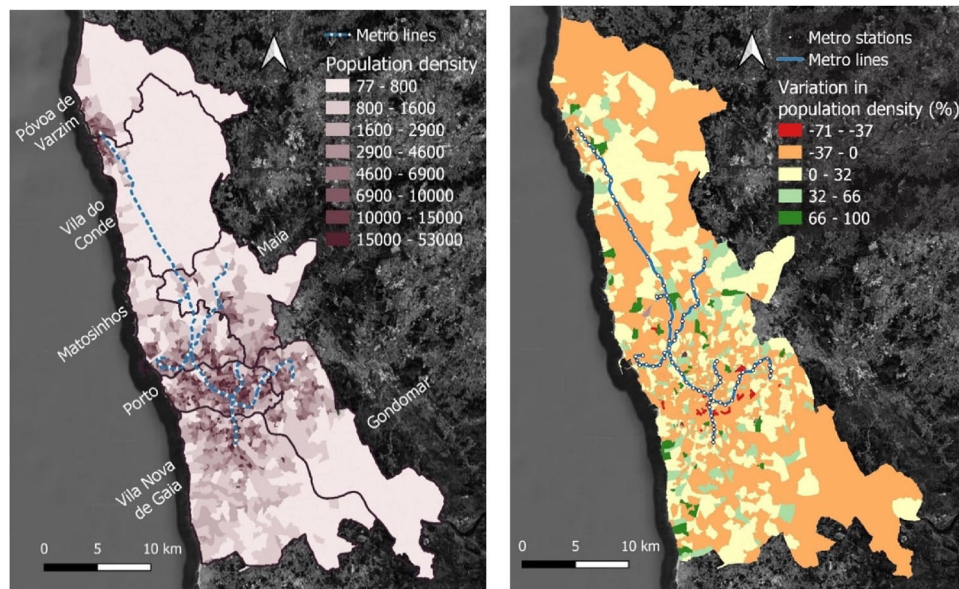 Metro lines
Population density
77 - 800
800 - 1600
1600 - 2900
2900 - 4600
4600 - 6900
6900 - 10000
10000 - 15000
15000 - 53000
Póvoa de
Varzim
Vila do
Conde
Maia
Matosinhos
Porto
Gondomar
Vila Nova
de Gaia
0 5 10 km
Metro stations
Metro lines
Variation in
population density (%)
-71 - -37
-37 - 0
0 - 32
32 - 66
66 - 100
0 5 10 km